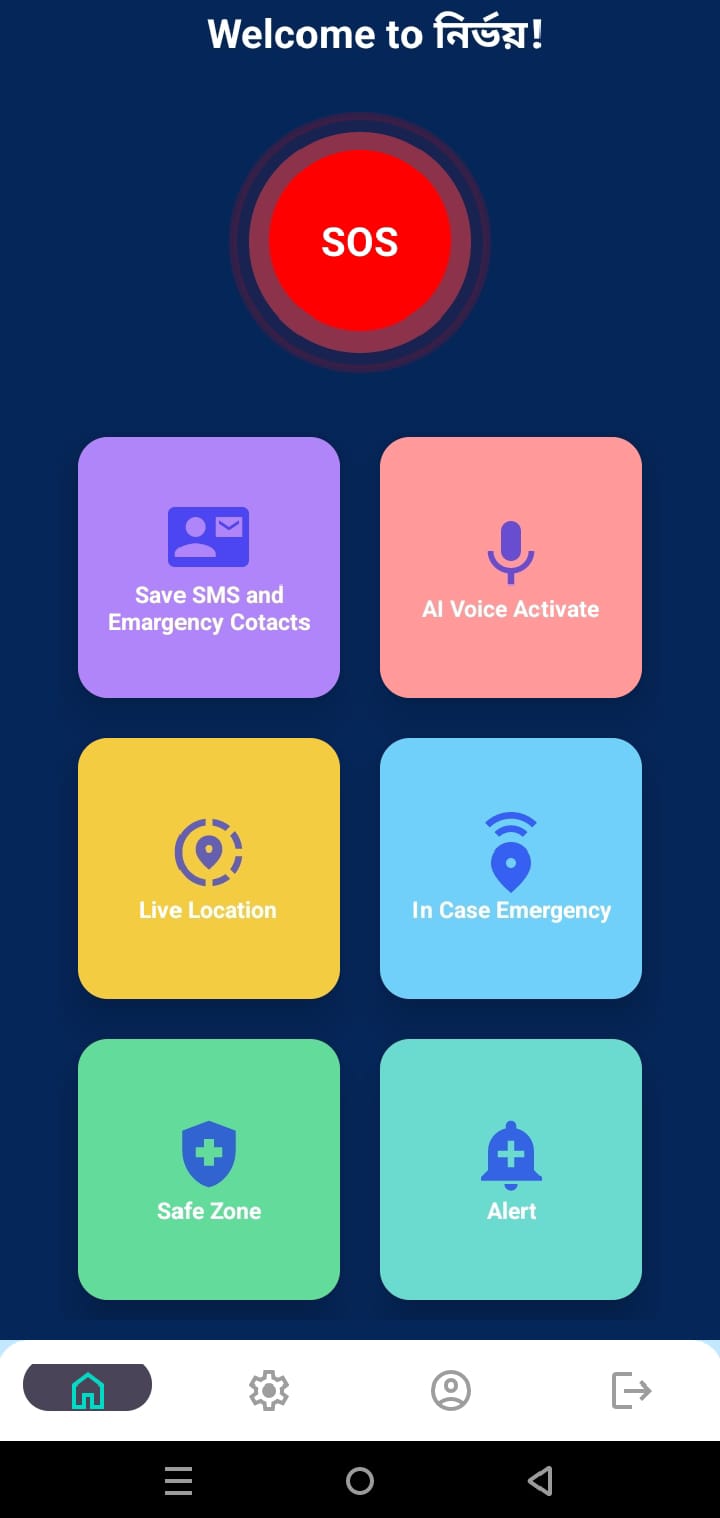 Welcome to নির্ভয়!
SOS
Save SMS and
Emargency Cotacts
AI Voice Activate
Live Location
In Case Emergency
Safe Zone
Alert